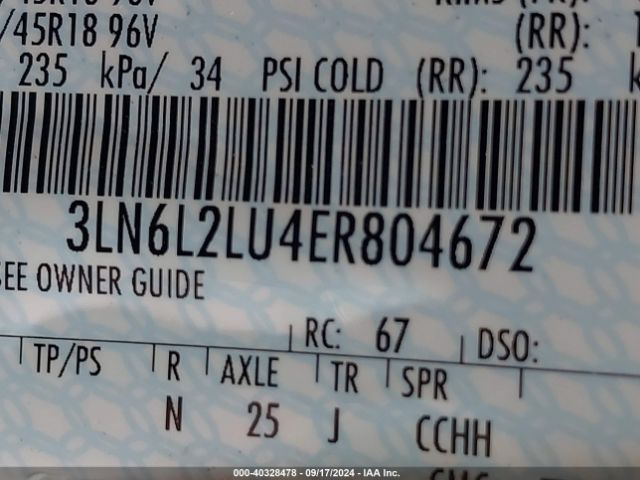 /45R18 96V (RR):
235 kPa/ 34 PSI COLD (RR): 235
3LN6L2LU4ER804672
SEE OWNER GUIDE
RC: 67 DSO:
TP/PS R AXLE TR SPR
N 25 J CCHH
000-40328478 - 09/17/2024 - IAA Inc.